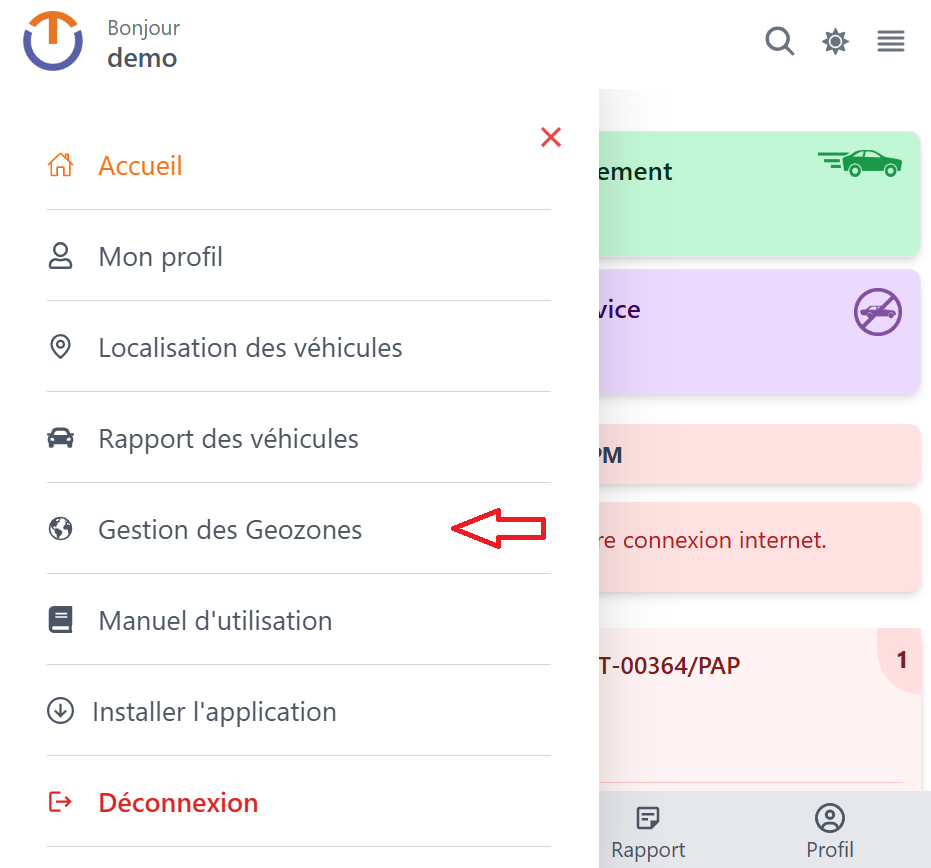 Bonjour
demo
Accueil
Mon profil
Localisation des véhicules
Rapport des véhicules
Gestion des Geozones
Manuel d'utilisation
Installer l'application
Déconnexion
ement
vice
PM
re connexion internet.
T-00364/PAP
1
Rapport
Profil